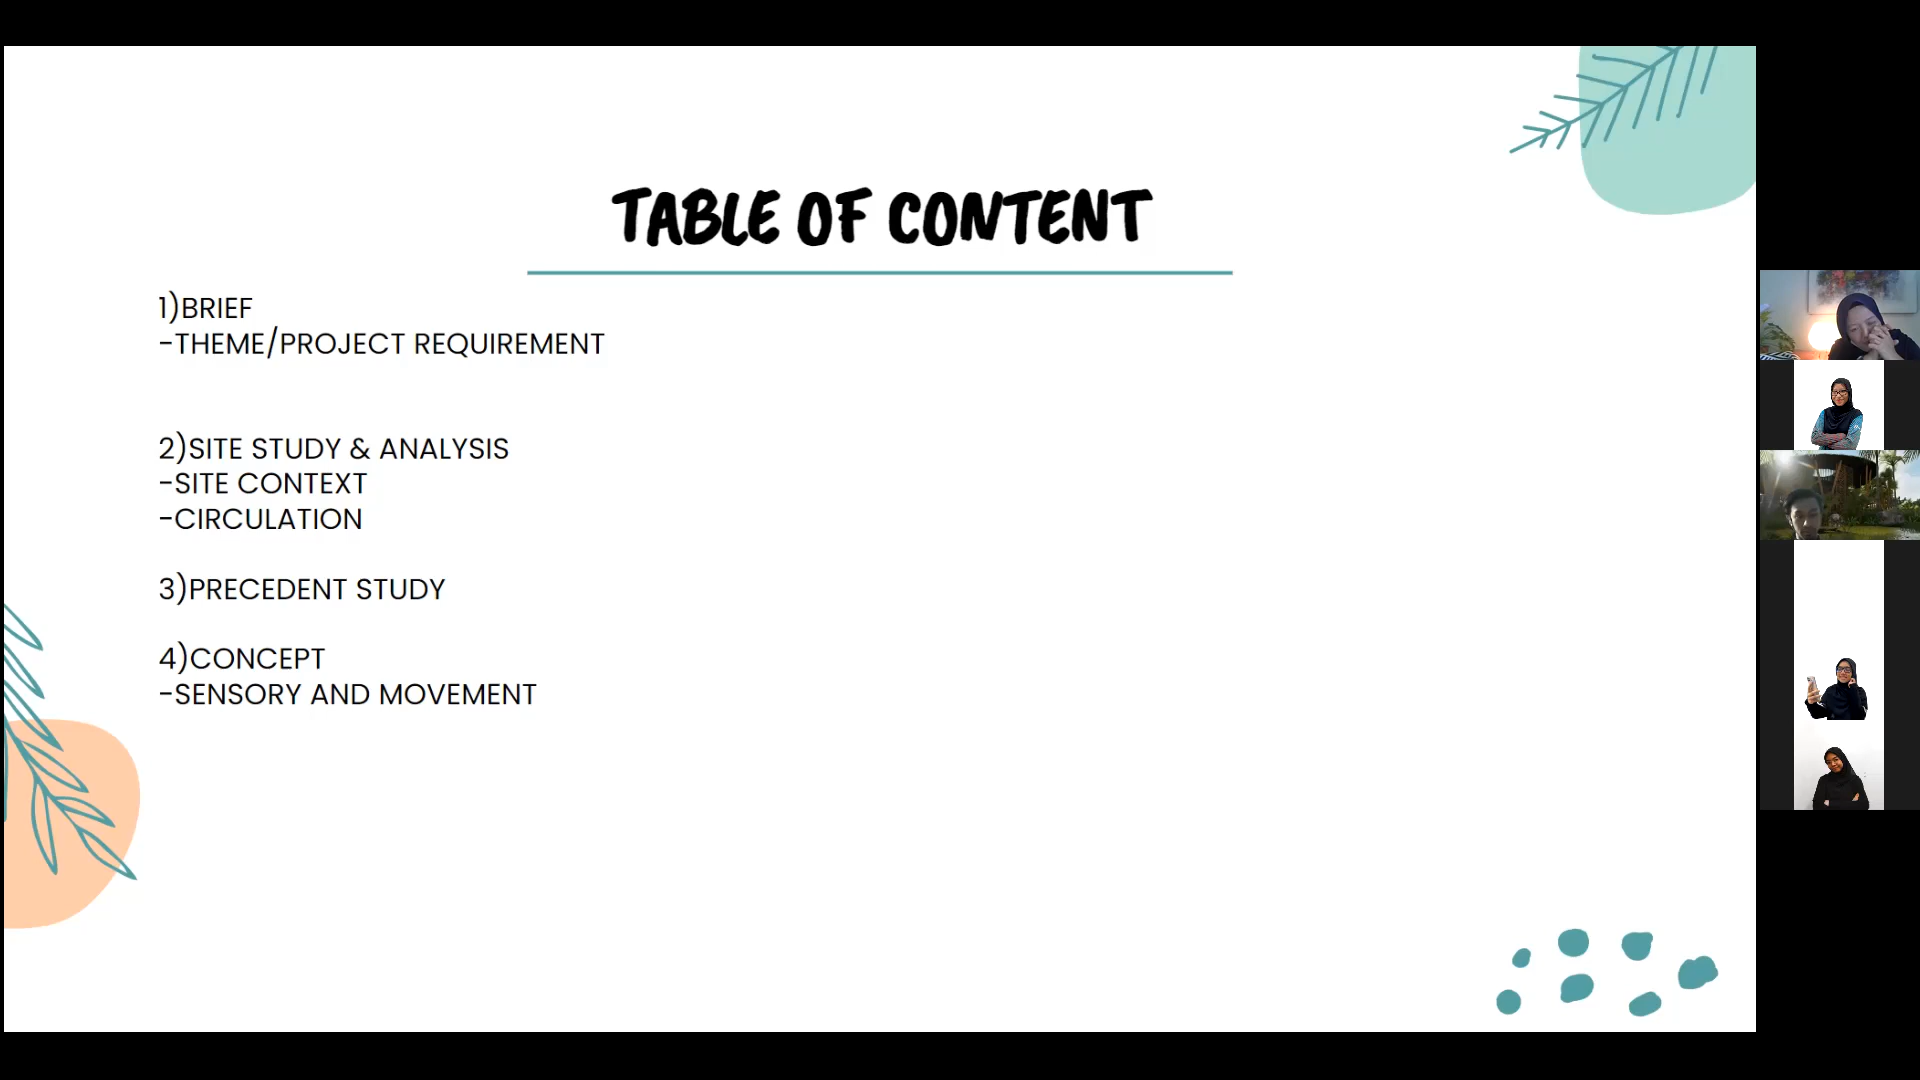 TABLE OF CONTENT
1)BRIEF
-THEME/PROJECT REQUIREMENT
2)SITE STUDY & ANALYSIS
-SITE CONTEXT
-CIRCULATION
3)PRECEDENT STUDY
4)CONCEPT
-SENSORY AND MOVEMENT